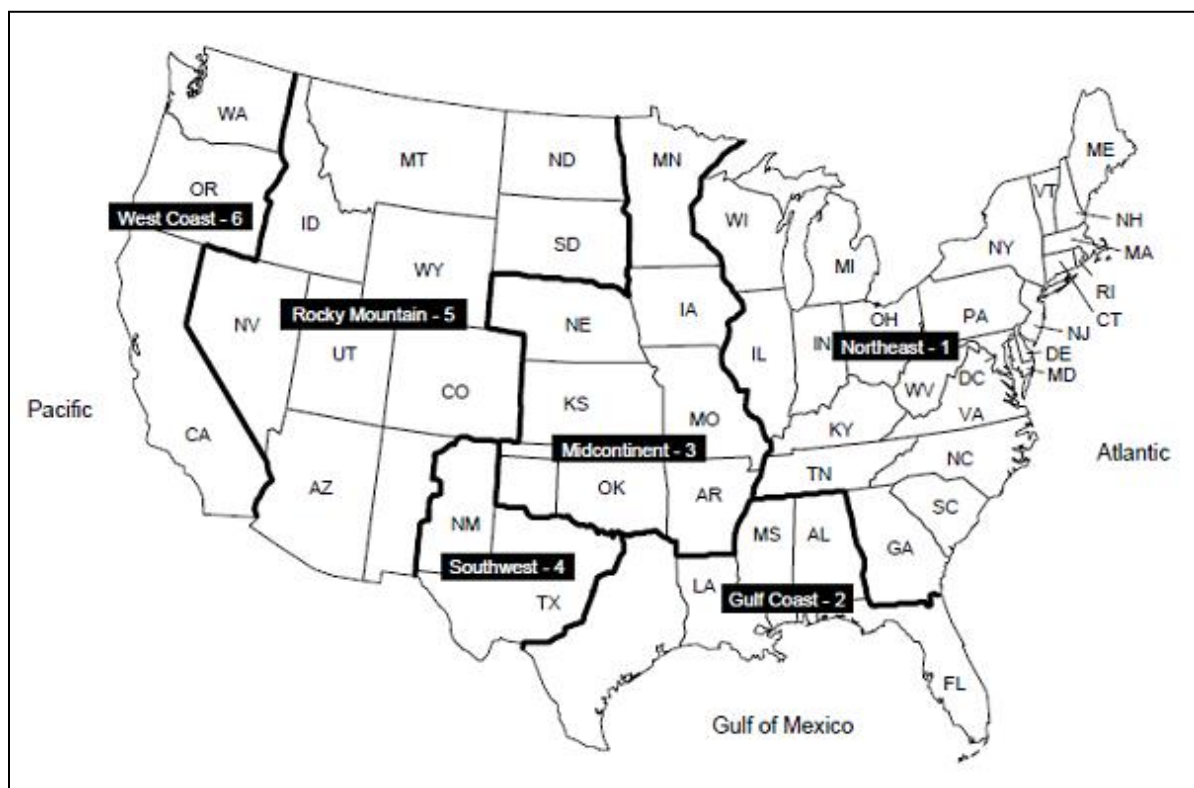 WA
MT
ND
MN
ME
OR
VT
West Coast - 6
ID
WI
NH
SD
NY
MA
WY
MI
RI
Rocky Mountain - 5
IA
CT
NV
NE
OH
PA
NJ
UT
IL
IN
Northeast - 1
DE
MD
CO
WV
DC
Pacific
KS
VA
CA
MO
KY
Midcontinent - 3
NC
Atlantic
AZ
OK
AR
TN
SC
NM
MS
AL
GA
Southwest - 4
LA
TX
Gulf Coast - 2
FL
Gulf of Mexico